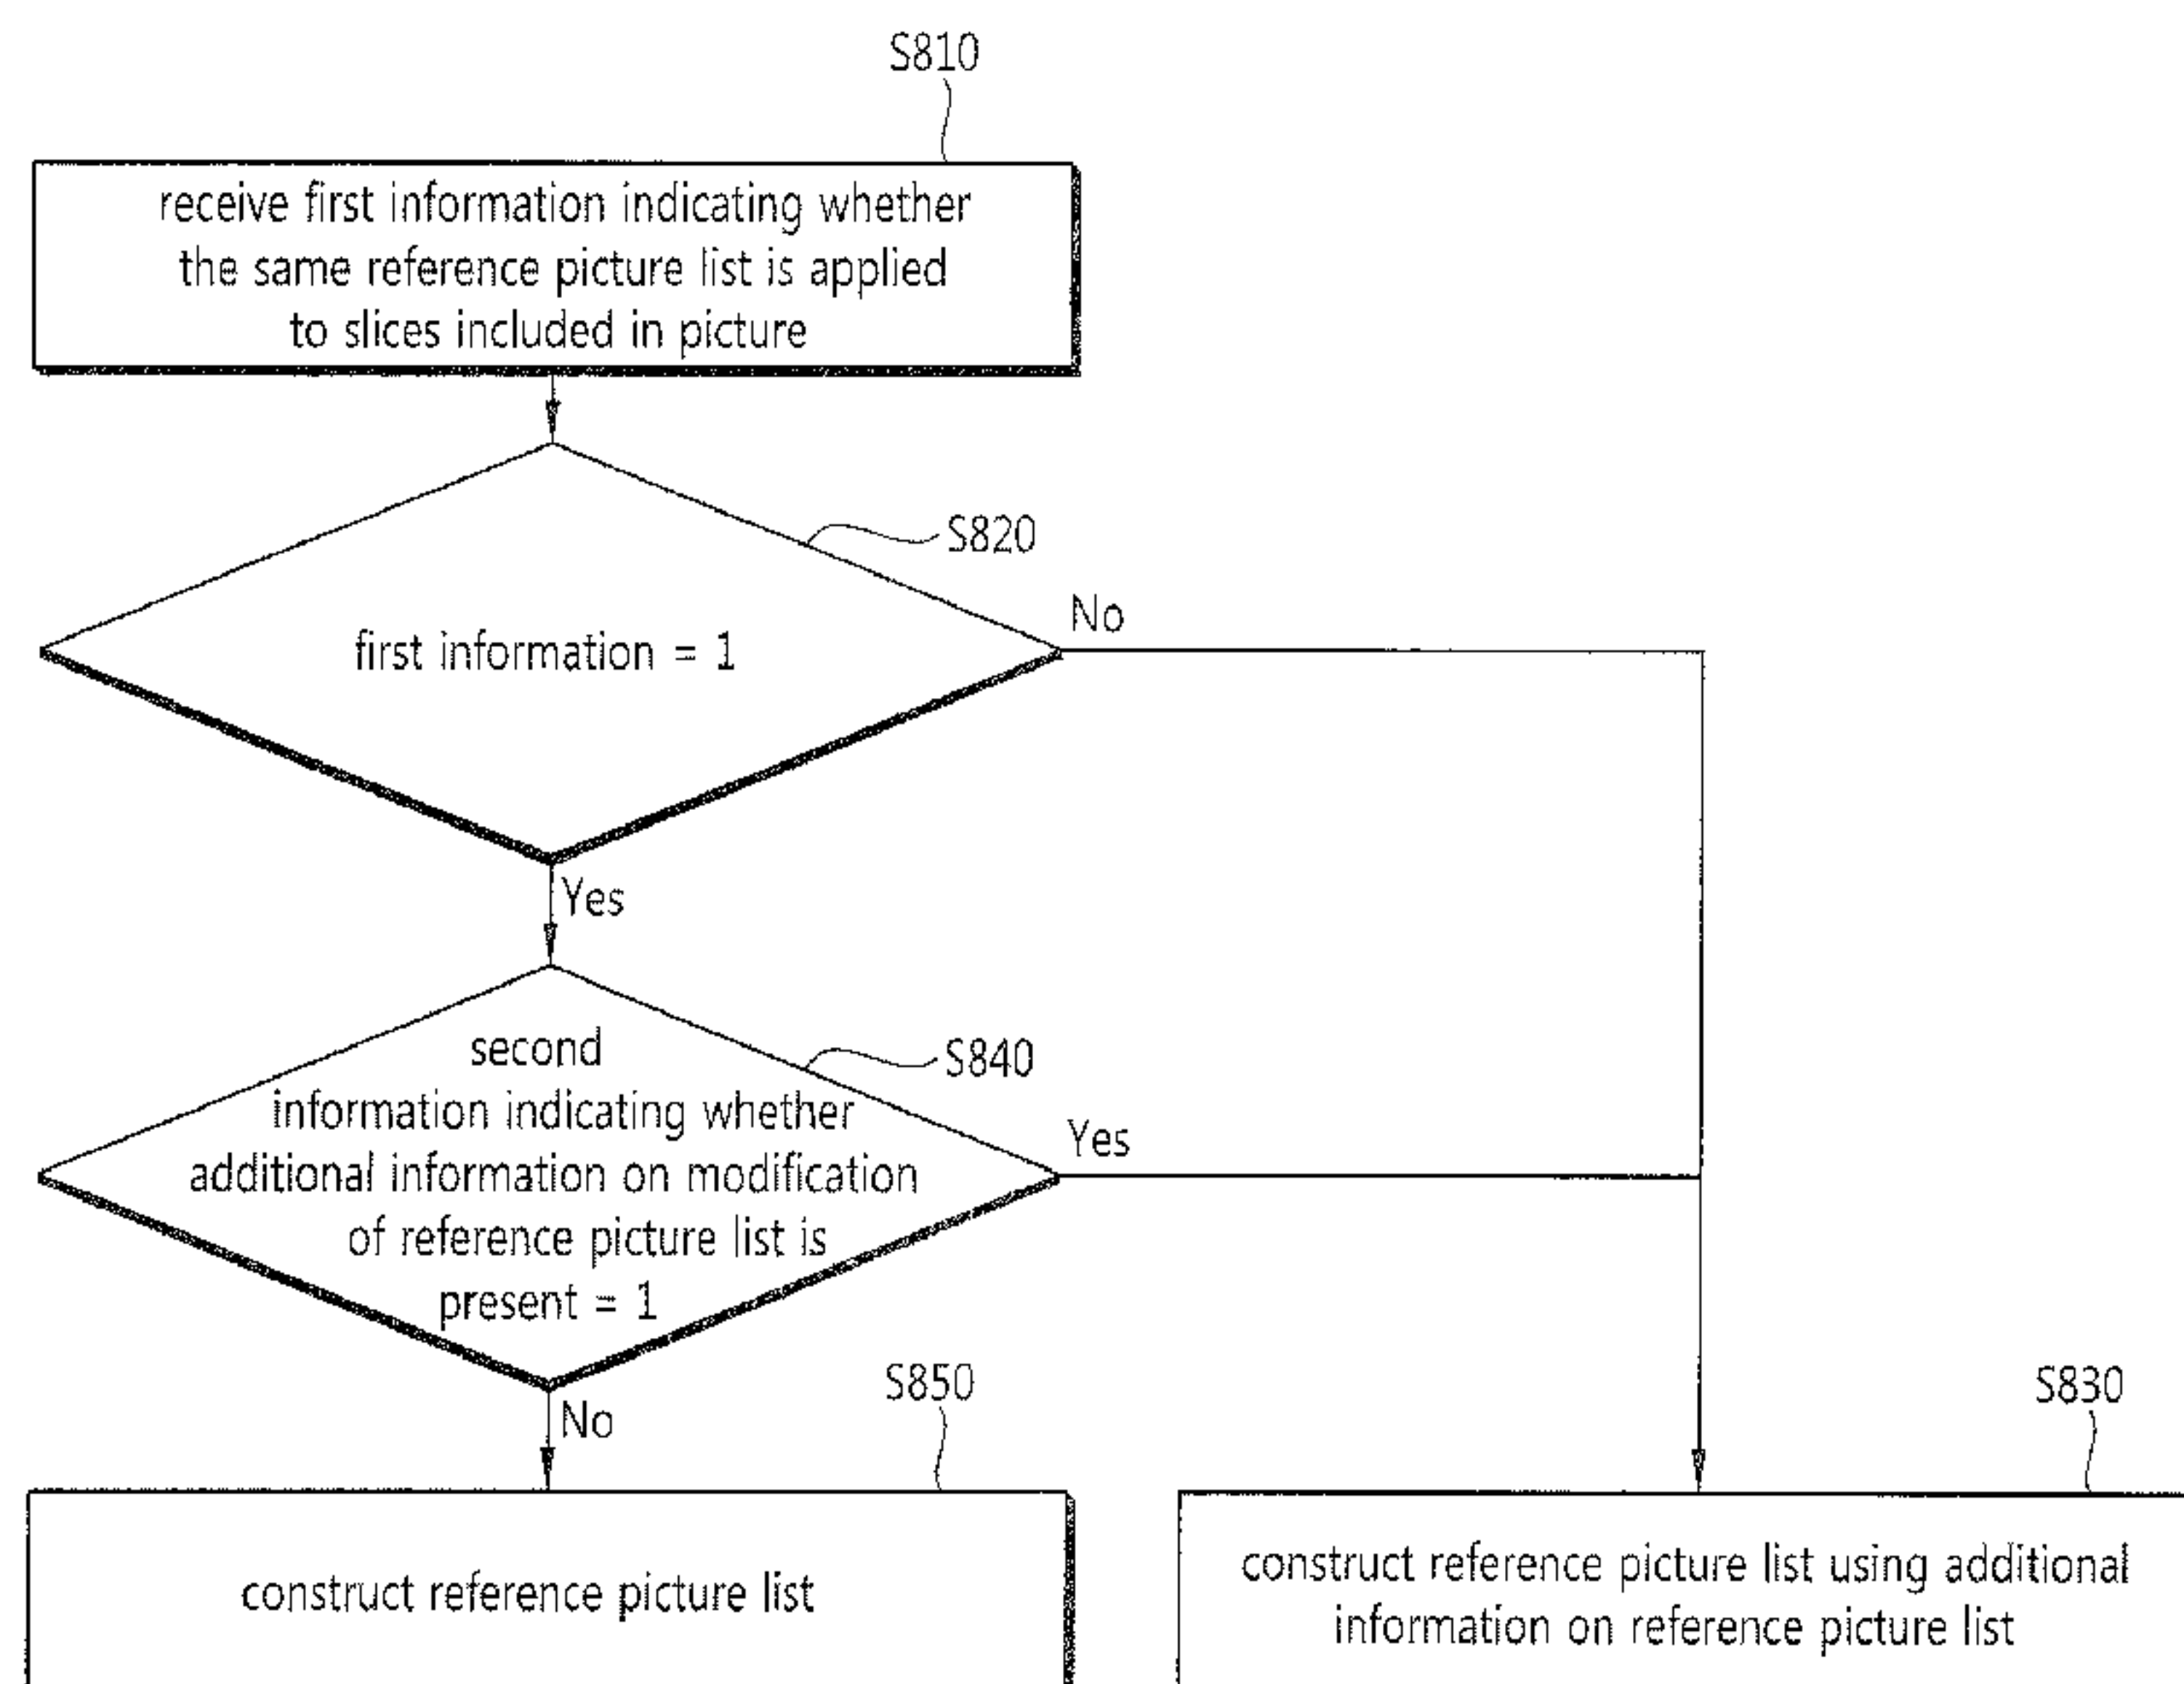 S810
receive first information indicating whether
the same reference picture list is applied
to slices included in picture
S820
No
first information = 1
Yes
second
information indicating whether
additional information on modification
of reference picture list is
present = 1
S840
Yes
No
S850
construct reference picture list
S830
construct reference picture list using additional
information on reference picture list